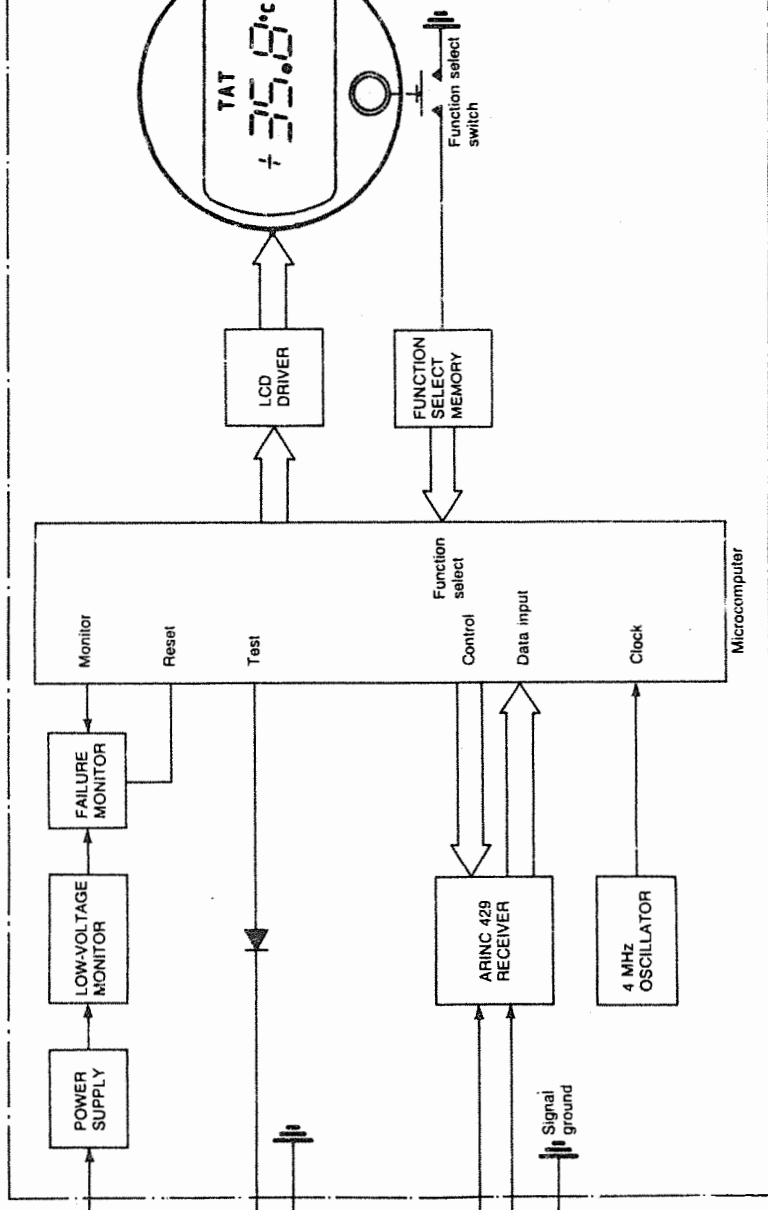 POWER
SUPPLY
LOW-VOLTAGE
MONITOR
FAILURE
MONITOR
Monitor
Reset
Test
Control
Data input
Clock
Function
select
Microcomputer
ARINC 429
RECEIVER
4 MHz
OSCILLATOR
Signal
ground
LCD
DRIVER
FUNCTION
SELECT
MEMORY
TAT
+35.8°C
Function select
switch